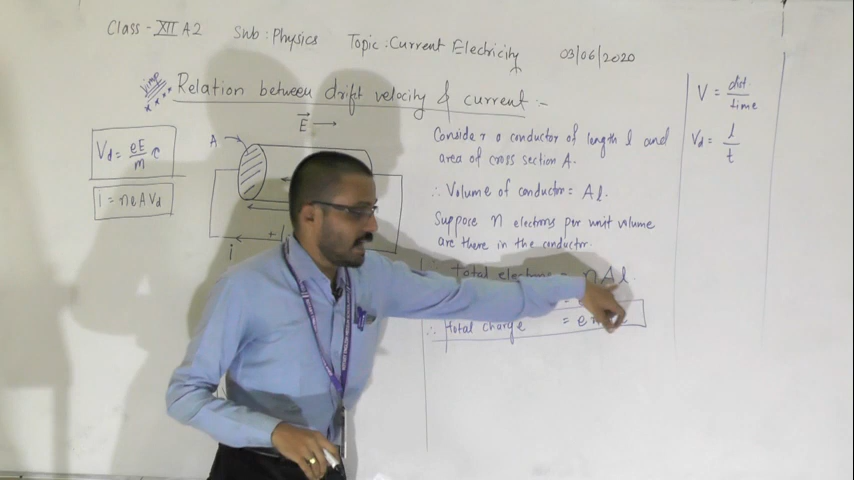 Class - XII A2 Sub : Physics Topic : Current Electricity 03/06/2020
Imp Relation between drift velocity & current :-
E →
A
+
i
Vd = eE/m τ
I = neAVd
Consider a conductor of length l and
area of cross section A.
∴ Volume of conductor = Al.
Suppose n electrons per unit volume
are there in the conductor.
∴ total electrons = nAl.
∴ total charge = e
V = dist./time
Vd = l/t